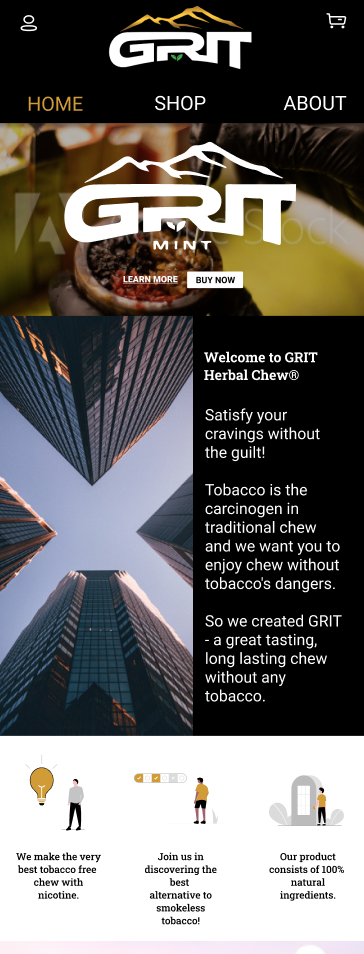 GRIT
HOME SHOP ABOUT
GRIT
MINT
Stock
LEARN MORE BUY NOW
Welcome to GRIT
Herbal Chew®
Satisfy your
cravings without
the guilt!
Tobacco is the
carcinogen in
traditional chew
and we want you to
enjoy chew without
tobacco's dangers.
So we created GRIT
- a great tasting,
long lasting chew
without any
tobacco.
We make the very
best tobacco free
chew with
nicotine.
Join us in
discovering the
best
alternative to
smokeless
tobacco!
Our product
consists of 100%
natural
ingredients.